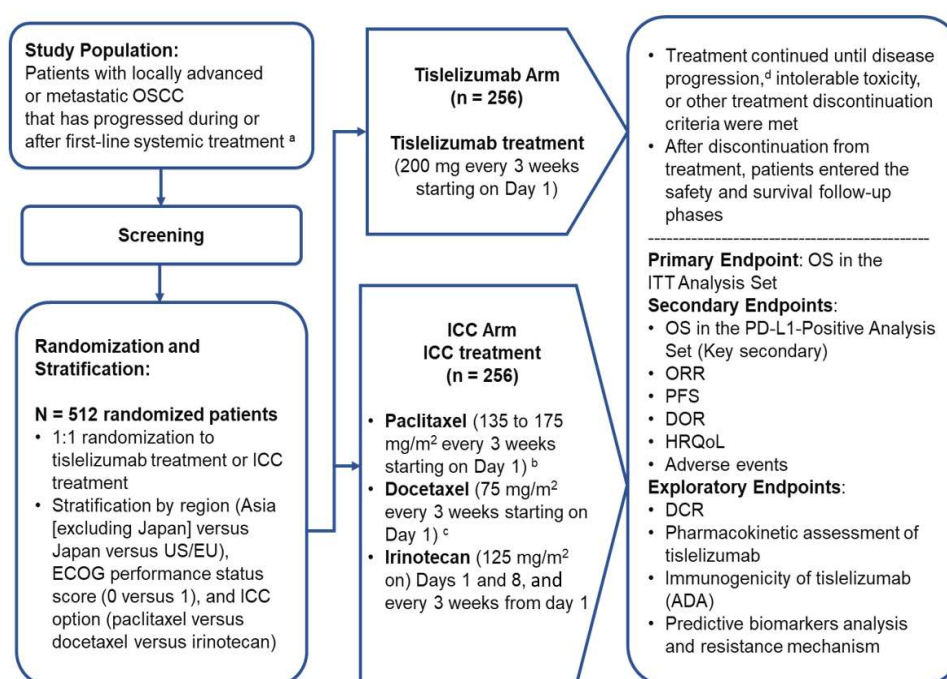 Study Population:
Patients with locally advanced
or metastatic OSCC
that has progressed during or
after first-line systemic treatment a
Screening
Randomization and
Stratification:
N = 512 randomized patients
• 1:1 randomization to
tislelizumab treatment or ICC
treatment
• Stratification by region (Asia
[excluding Japan] versus
Japan versus US/EU),
ECOG performance status
score (0 versus 1), and ICC
option (paclitaxel versus
docetaxel versus irinotecan)
Tislelizumab Arm
(n = 256)
Tislelizumab treatment
(200 mg every 3 weeks
starting on Day 1)
ICC Arm
ICC treatment
(n = 256)
• Paclitaxel (135 to 175
mg/m2 every 3 weeks
starting on Day 1) b
• Docetaxel (75 mg/m2
every 3 weeks starting on
Day 1) c
• Irinotecan (125 mg/m2
on) Days 1 and 8, and
every 3 weeks from day 1
• Treatment continued until disease
progression,d intolerable toxicity,
or other treatment discontinuation
criteria were met
• After discontinuation from
treatment, patients entered the
safety and survival follow-up
phases
Primary Endpoint: OS in the
ITT Analysis Set
Secondary Endpoints:
• OS in the PD-L1-Positive Analysis
Set (Key secondary)
• ORR
• PFS
• DOR
• HRQoL
• Adverse events
Exploratory Endpoints:
• DCR
• Pharmacokinetic assessment of
tislelizumab
• Immunogenicity of tislelizumab
(ADA)
• Predictive biomarkers analysis
and resistance mechanism